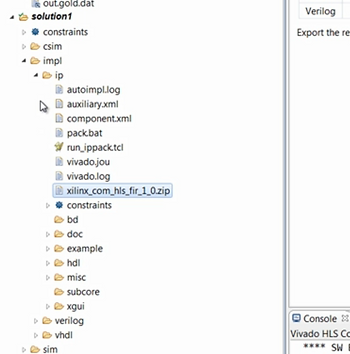 out.gold.dat
solution1
constraints
csim
impl
ip
autoimpl.log
auxiliary.xml
component.xml
pack.bat
run_ippack.tcl
vivado.jou
vivado.log
xilinx_com_hls_fir_1_0.zip
constraints
bd
doc
example
hdl
misc
subcore
xgui
verilog
vhdl
sim
Verilog
Export the re
Console
Vivado HLS Co
**** SW